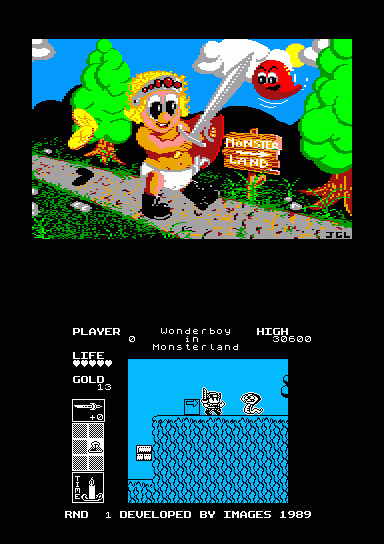 MONSTER
LAND
JGL
PLAYER Wonderboy HIGH
0 in 30600
Monsterland
LIFE
GOLD
13
+0
TIME
RND 1 DEVELOPED BY IMAGES 1989